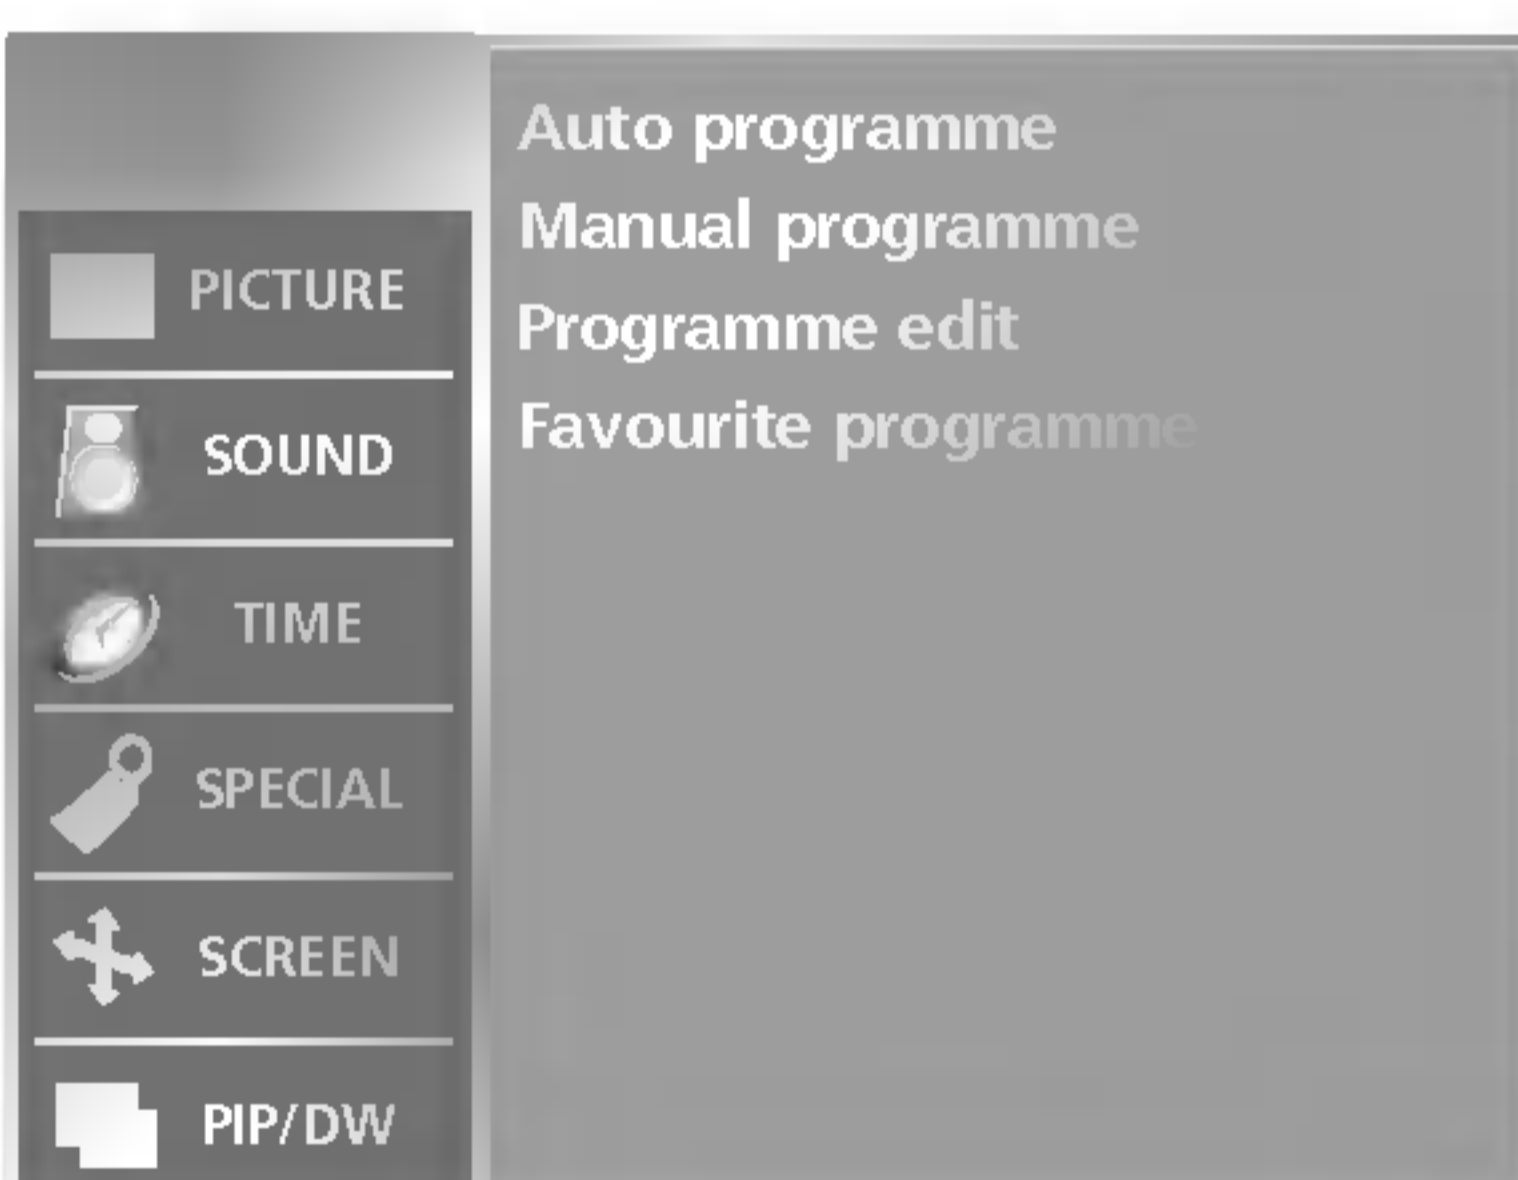 Auto programme
Manual programme
Programme edit
Favourite programme
PICTURE
SOUND
TIME
SPECIAL
SCREEN
PIP/DW